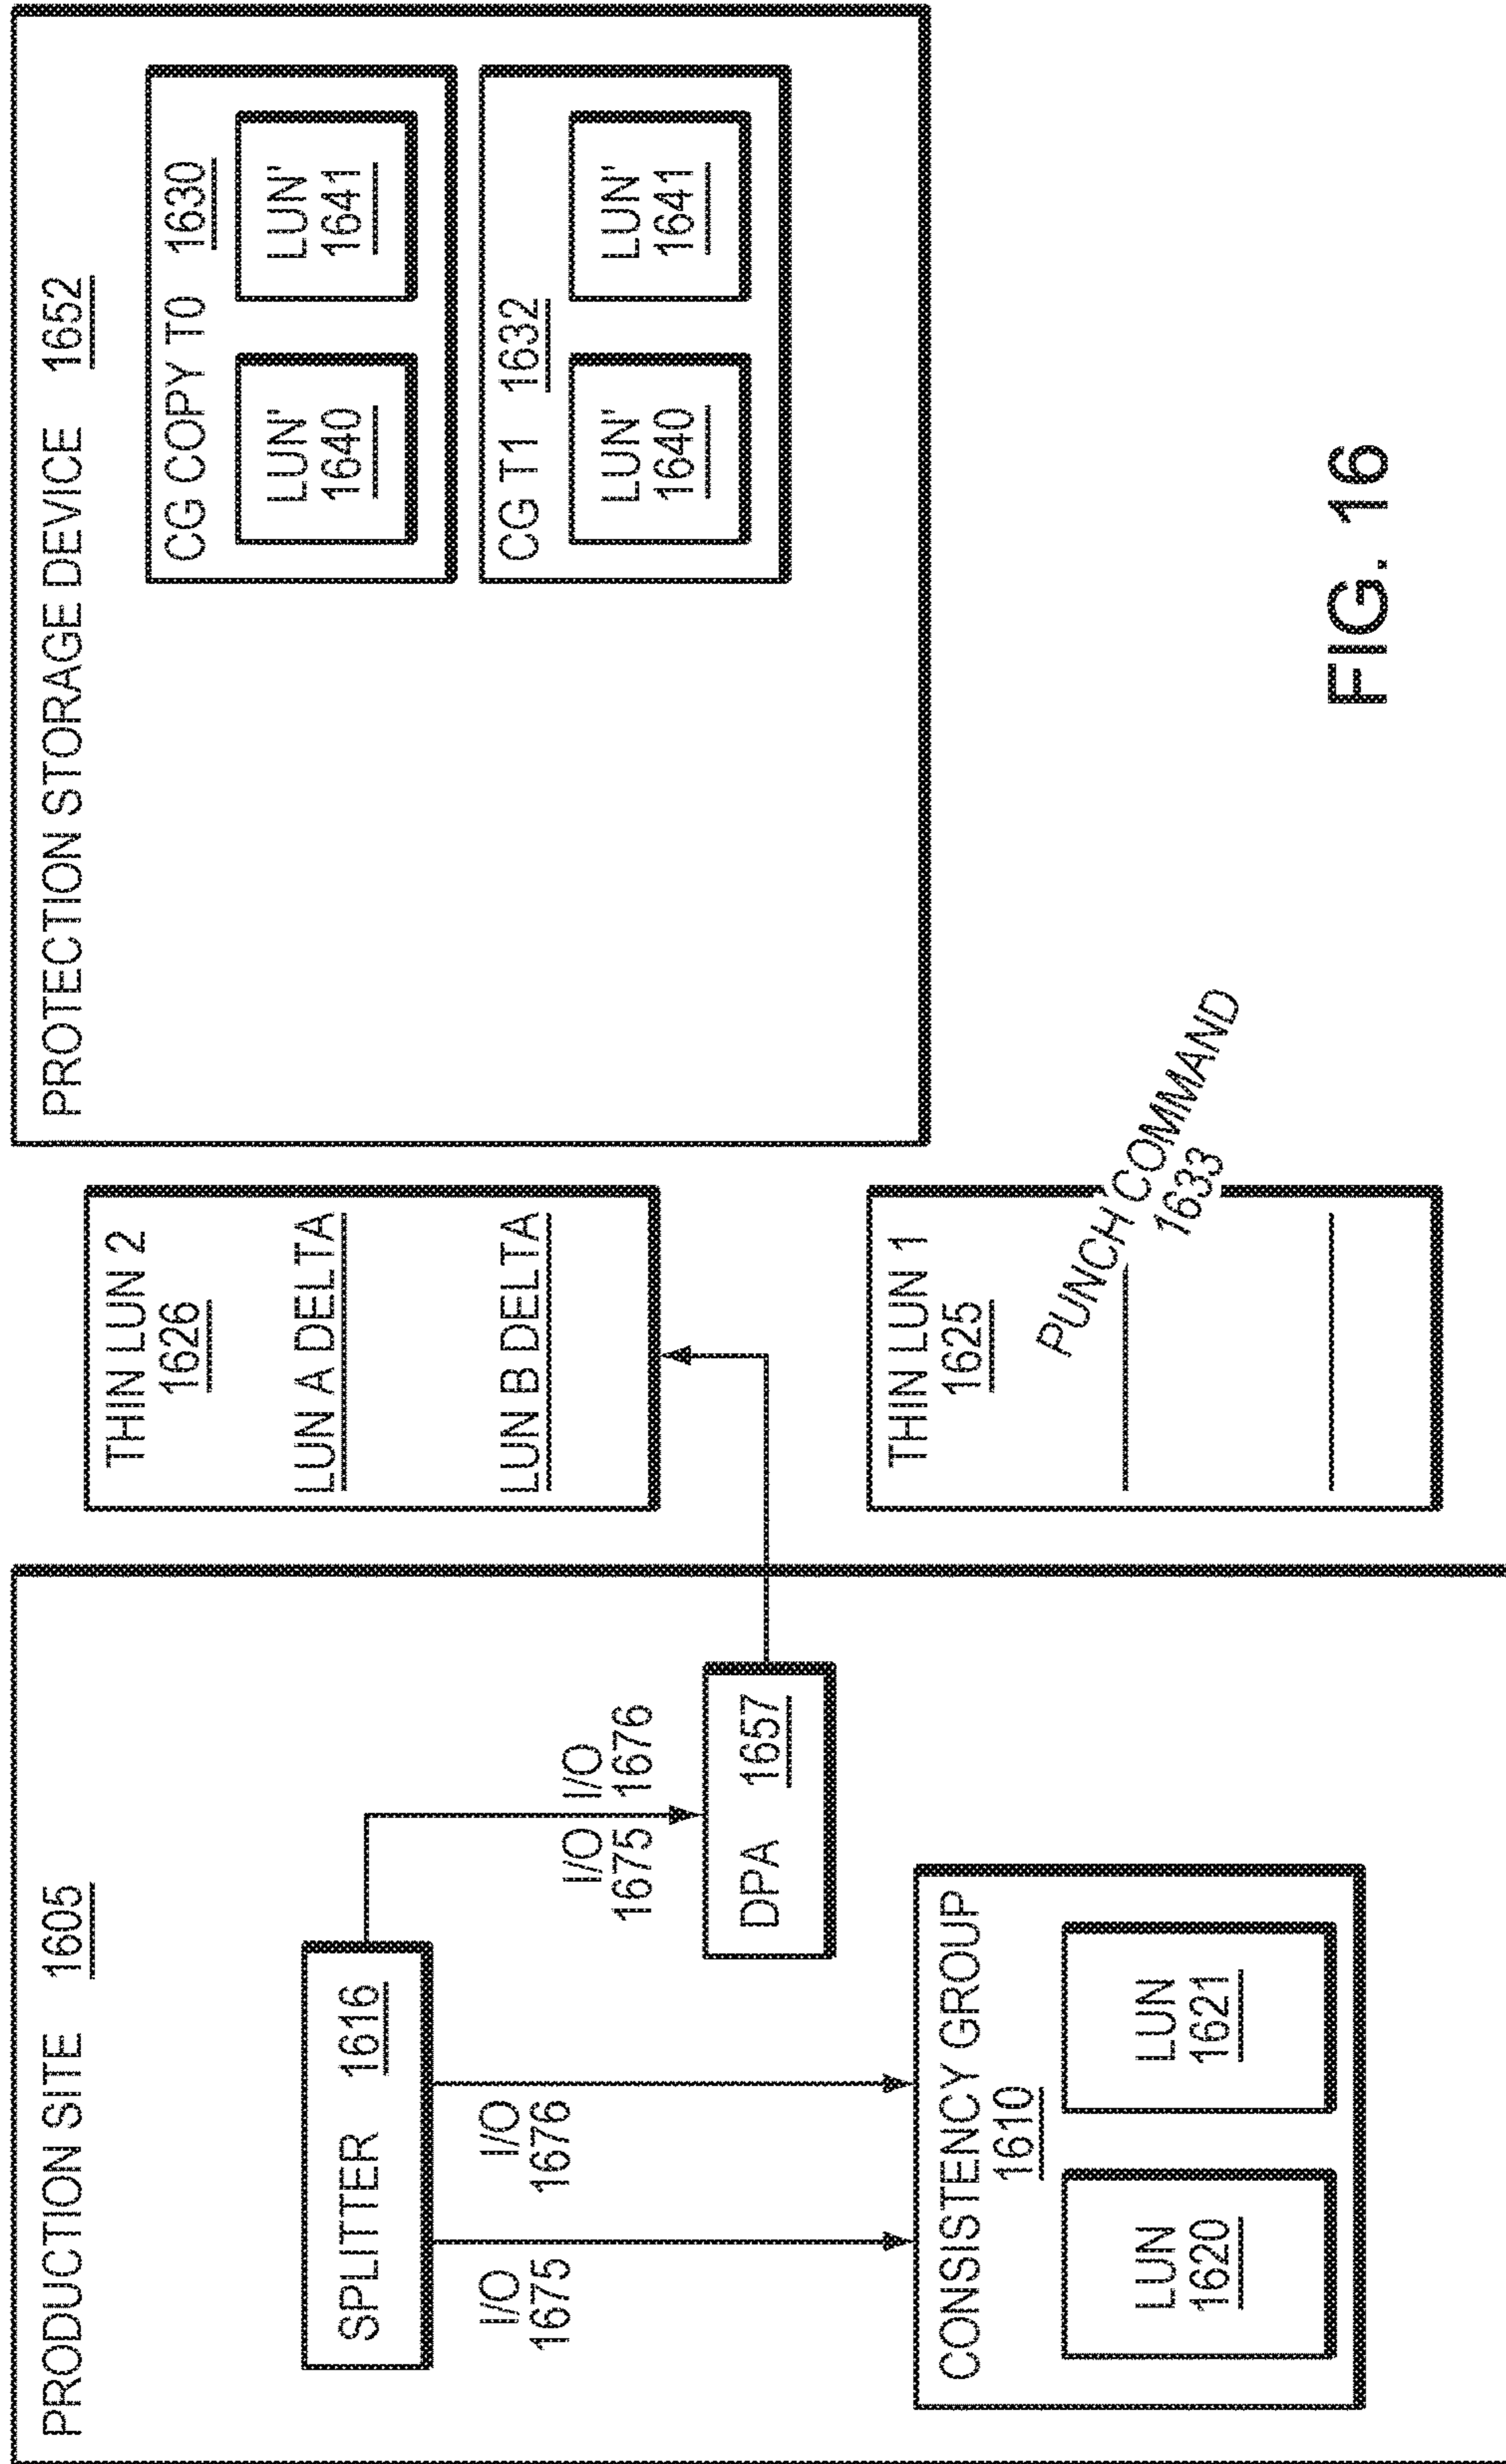 PRODUCTION SITE 1605
SPLITTER 1616
I/O
1675
I/O
1676
I/O I/O
1675 1676
DPA 1657
CONSISTENCY GROUP
1610
LUN
1620
LUN
1621
THIN LUN 2
1626
LUN A DELTA
LUN B DELTA
THIN LUN 1
1625
PUNCH COMMAND
1633
PROTECTION STORAGE DEVICE 1652
CG COPY T0 1630
LUN'
1640
LUN'
1641
CG T1 1632
LUN'
1640
LUN'
1641
FIG. 16